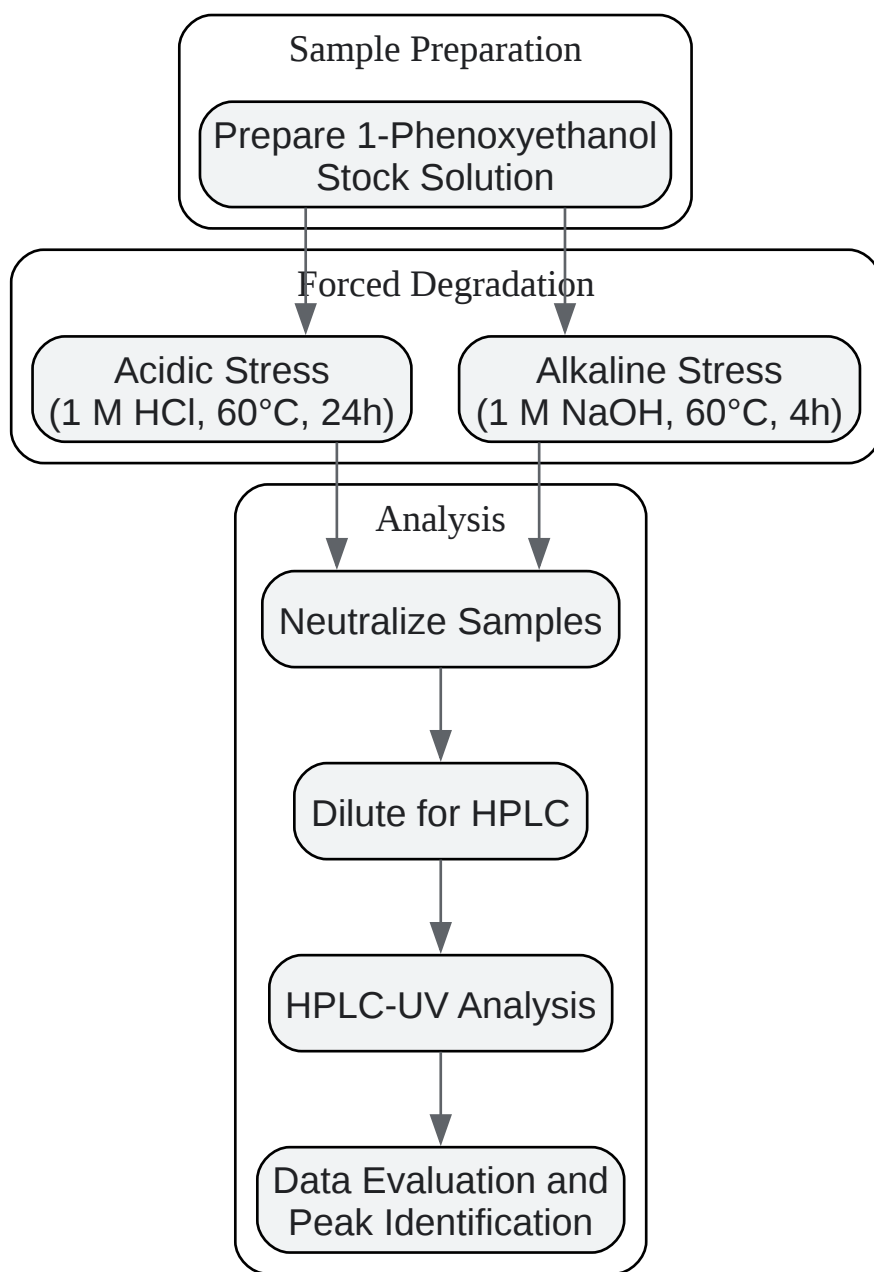 Sample Preparation
Prepare 1-Phenoxyethanol
Stock Solution
Forced Degradation
Acidic Stress
(1 M HCl, 60°C, 24h)
Alkaline Stress
(1 M NaOH, 60°C, 4h)
Analysis
Neutralize Samples
Dilute for HPLC
HPLC-UV Analysis
Data Evaluation and
Peak Identification